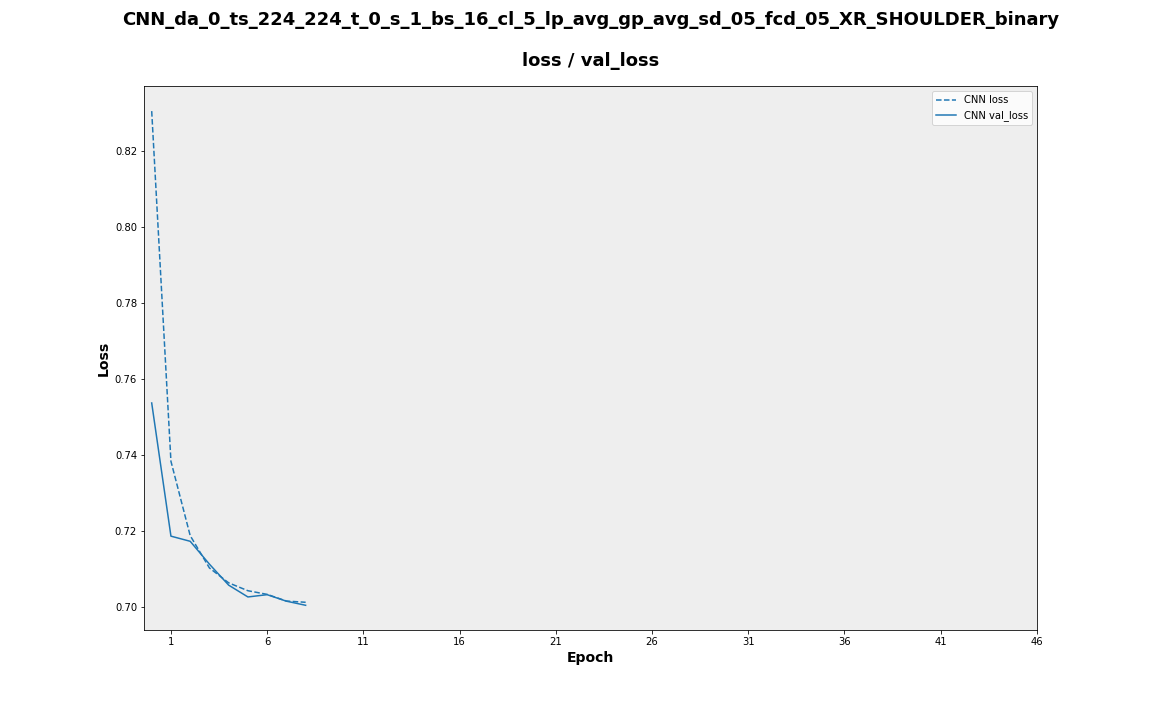 CNN_da_0_ts_224_224_t_0_s_1_bs_16_cl_5_lp_avg_gp_avg_sd_05_fcd_05_XR_SHOULDER_binary
loss / val_loss
CNN loss
CNN val_loss
0.82
0.80
0.78
0.76
0.74
0.72
0.70
Loss
1 6 11 16 21 26 31 36 41 46
Epoch